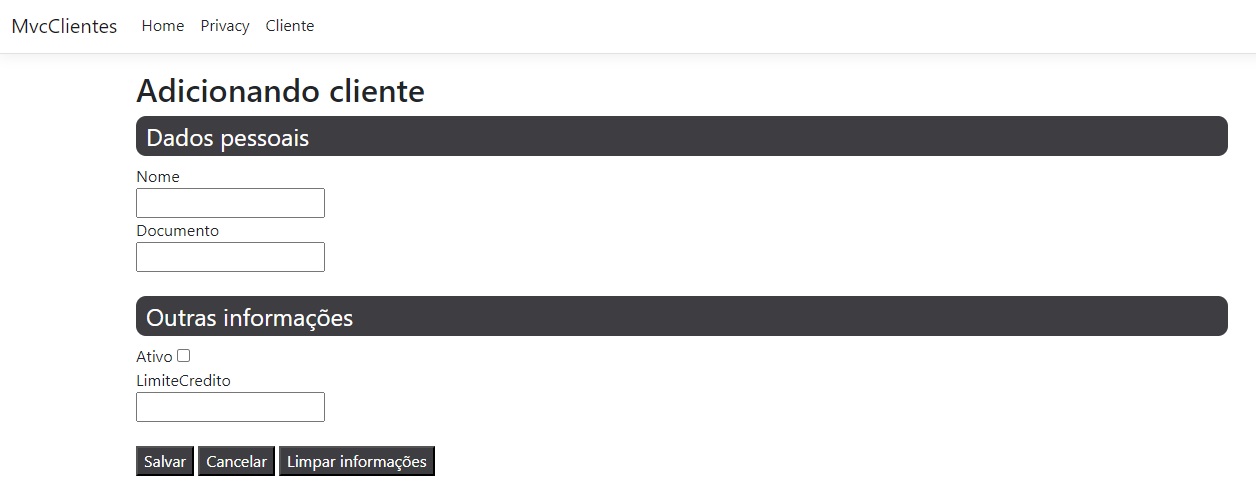 MvcClientes Home Privacy Cliente
Adicionando cliente
Dados pessoais
Nome
Documento
Outras informações
Ativo
LimiteCredito
Salvar Cancelar Limpar informações